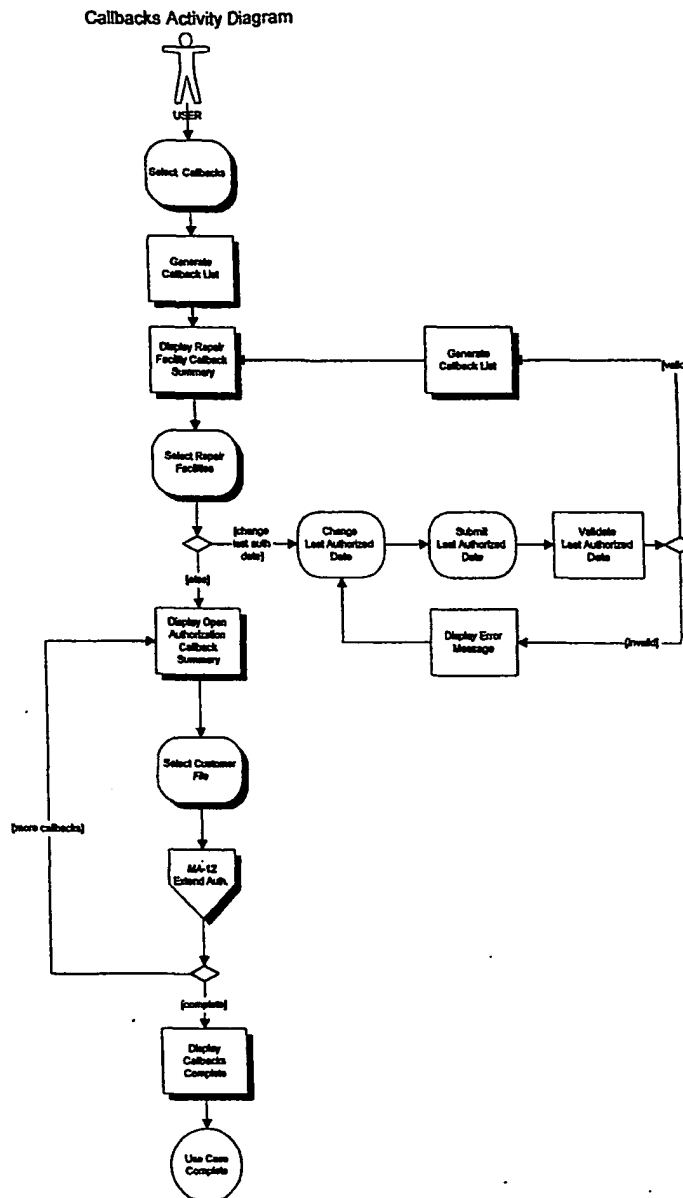 Callbacks Activity Diagram
USER
Select Callbacks
Generate
Callback List
Display Repair
Facility Callback
Summary
Generate
Callback List
[valid]
Select Repair
Facilities
[change
last auth
date]
Change
Last Authorized
Date
Submit
Last Authorized
Date
Validate
Last Authorized
Date
[else]
Display Open
Authorization
Callback
Summary
Display Error
Message
[invalid]
Select Customer
File
[more callbacks]
MA-12
Extend Auth.
[complete]
Display
Callbacks
Complete
Use Case
Complete